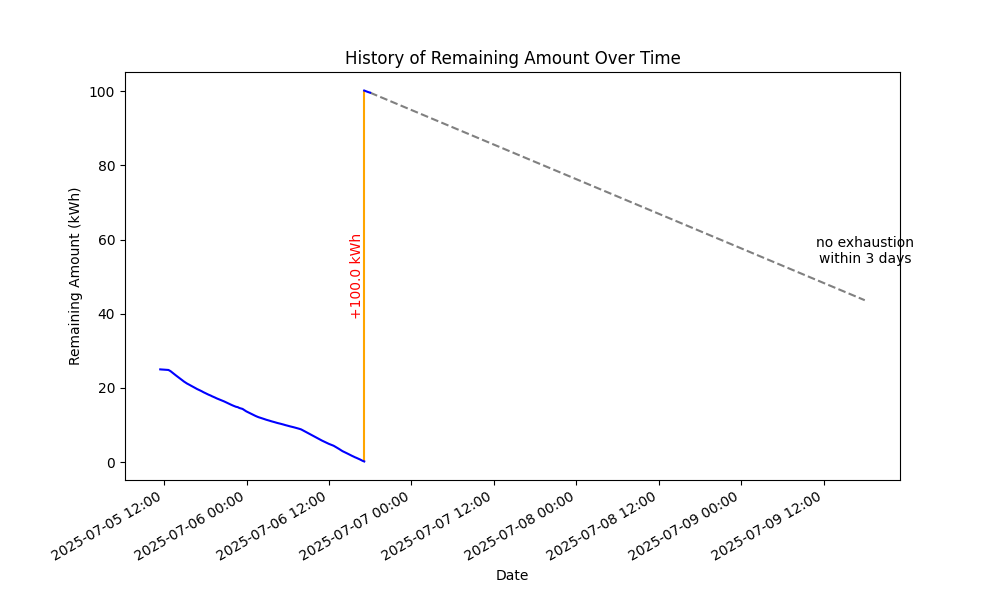 History of Remaining Amount Over Time
Remaining Amount (kWh)
100
80
60
40
20
0
+100.0 kWh
no exhaustion
within 3 days
2025-07-05 12:00
2025-07-06 00:00
2025-07-06 12:00
2025-07-07 00:00
2025-07-07 12:00
2025-07-08 00:00
2025-07-08 12:00
2025-07-09 00:00
2025-07-09 12:00
Date